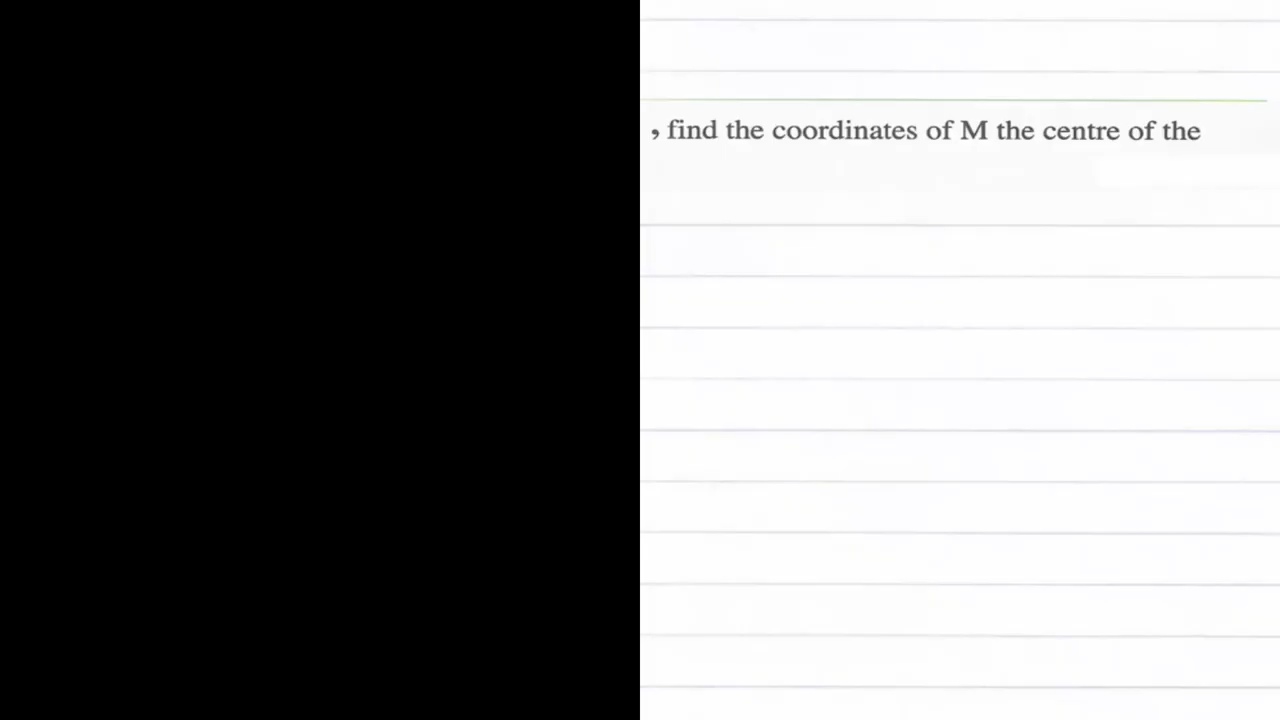 , find the coordinates of M the centre of the